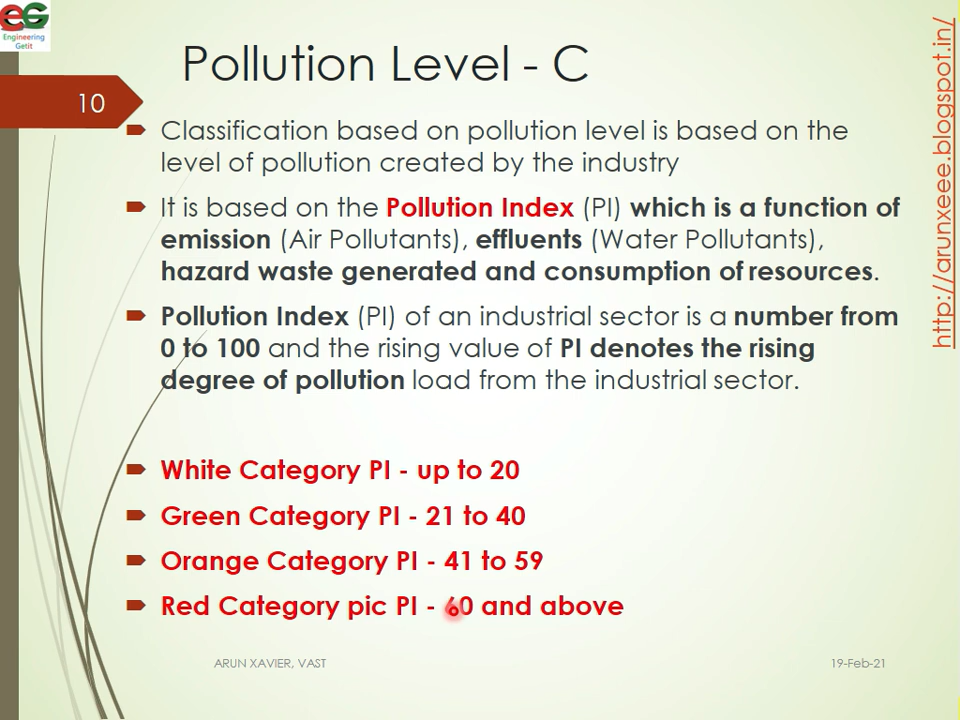 EG
Engineering
Getit
Pollution Level - C
10
Classification based on pollution level is based on the
level of pollution created by the industry
It is based on the Pollution Index (PI) which is a function of
emission (Air Pollutants), effluents (Water Pollutants),
hazard waste generated and consumption of resources.
Pollution Index (PI) of an industrial sector is a number from
0 to 100 and the rising value of PI denotes the rising
degree of pollution load from the industrial sector.
White Category PI - up to 20
Green Category PI - 21 to 40
Orange Category PI - 41 to 59
Red Category pic PI - 60 and above
ARUN XAVIER, VAST
19-Feb-21
http://arunxeee.blogspot.in/